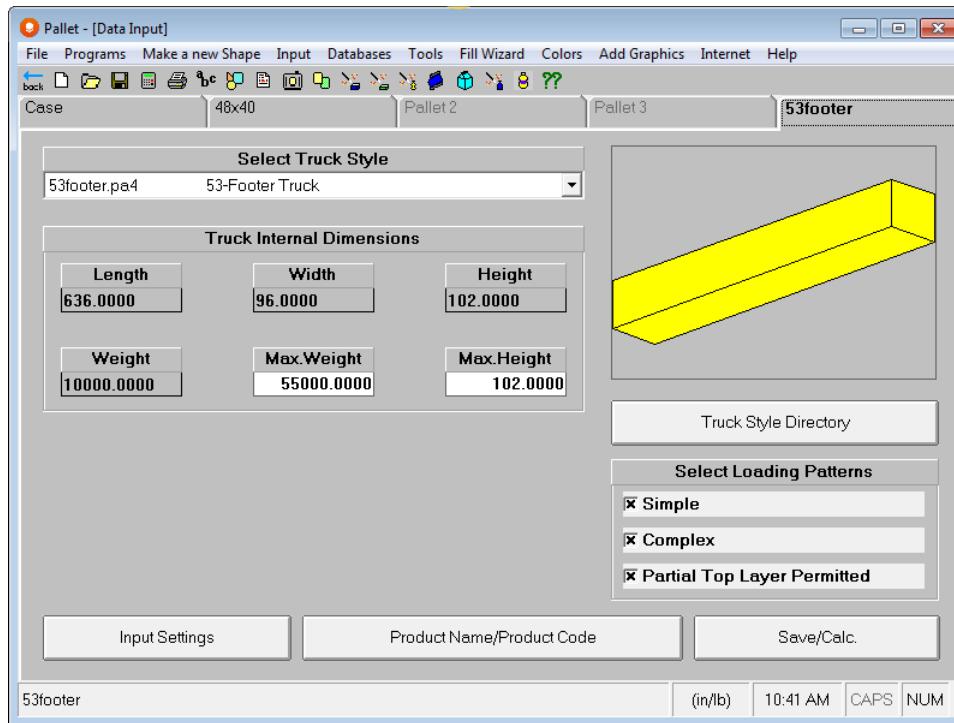 Pallet - [Data Input]
File Programs Make a new Shape Input Databases Tools Fill Wizard Colors Add Graphics Internet Help
back abc ??
Case 48x40 Pallet 2 Pallet 3 53footer
Select Truck Style
53footer.pa4 53-Footer Truck
Truck Internal Dimensions
Length Width Height
636.0000 96.0000 102.0000
Weight Max.Weight Max.Height
10000.0000 55000.0000 102.0000
Truck Style Directory
Select Loading Patterns
Simple
Complex
Partial Top Layer Permitted
Input Settings Product Name/Product Code Save/Calc.
53footer (in/lb) 10:41 AM CAPS NUM